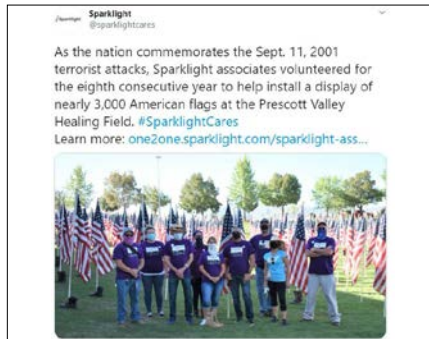 Sparklight
Sparklight
@sparklightcares
As the nation commemorates the Sept. 11, 2001
terrorist attacks, Sparklight associates volunteered for
the eighth consecutive year to help install a display of
nearly 3,000 American flags at the Prescott Valley
Healing Field. #SparklightCares
Learn more: one2one.sparklight.com/sparklight-ass...